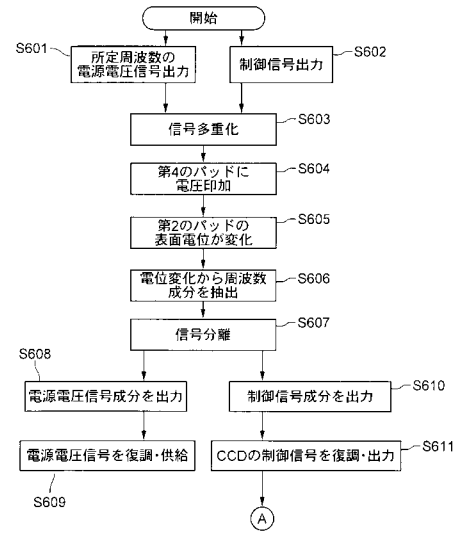 開始
S601
所定周波数の
電源電圧信号出力
制御信号出力
S602
信号多重化
S603
第4のパッドに
電圧印加
S604
第2のパッドの
表面電位が変化
S605
電位変化から周波数
成分を抽出
S606
信号分離
S607
S608
電源電圧信号成分を出力
制御信号成分を出力
S610
電源電圧信号を復調・供給
S609
CCDの制御信号を復調・出力
S611
A